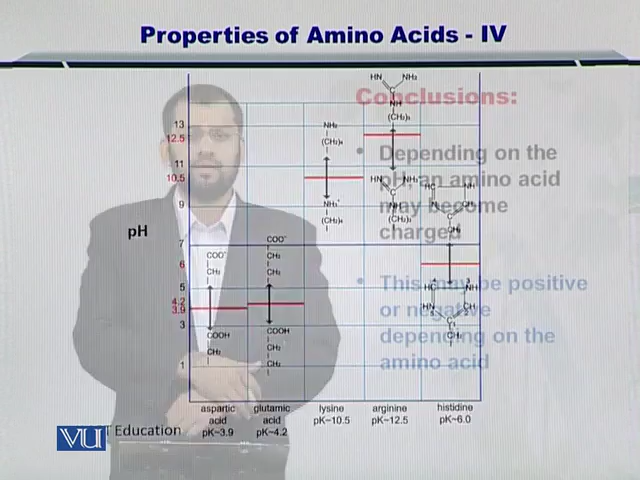 Properties of Amino Acids - IV
Conclusions:
• Depending on the
pH, an amino acid
may become
charged
• This may be positive
or negative
depending on the
amino acid
pH
13
12.5
11
10.5
9
7
6
5
4.2
3.9
3
1
COO⁻
CH₂
COOH
CH₂
COO⁻
CH₂
CH₂
COOH
CH₂
CH₂
NH₂
(CH₂)₄
NH₃⁺
(CH₂)₄
HN
NH₂
C
NH
(CH₂)₃
aspartic
acid
pK~3.9
glutamic
acid
pK~4.2
lysine
pK~10.5
arginine
pK~12.5
histidine
pK~6.0
VU
Education